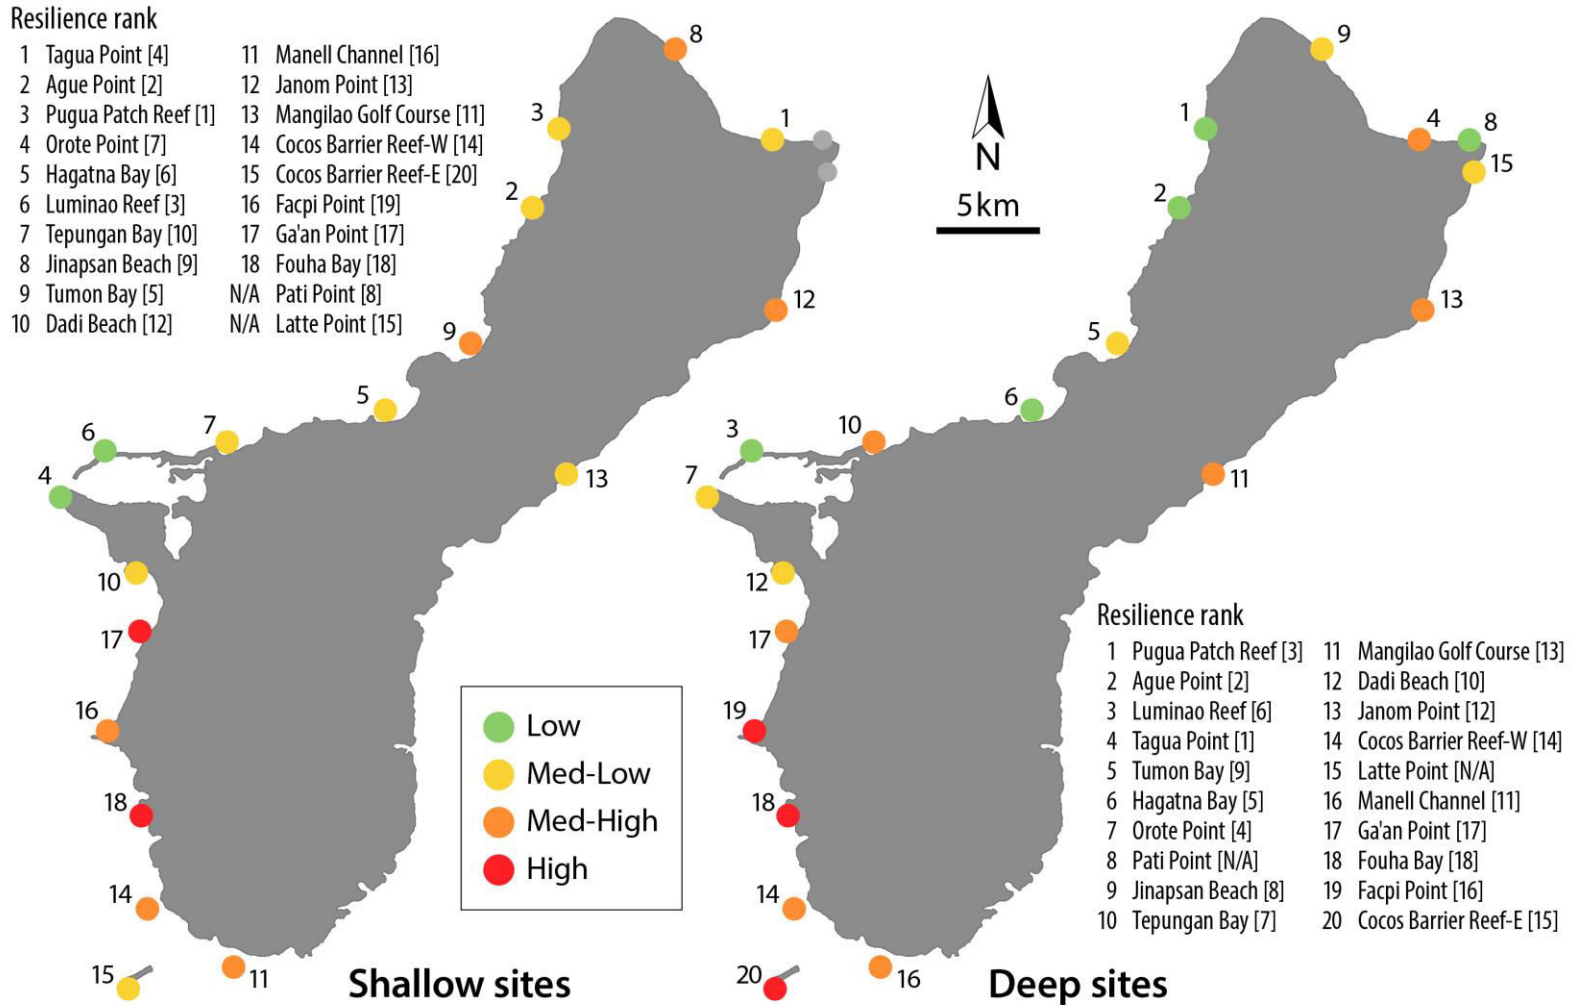 Resilience rank
1 Tagua Point [4]
2 Ague Point [2]
3 Pugua Patch Reef [1]
4 Orote Point [7]
5 Hagatna Bay [6]
6 Luminao Reef [3]
7 Tepungan Bay [10]
8 Jinapsan Beach [9]
9 Tumon Bay [5]
10 Dadi Beach [12]
11 Manell Channel [16]
12 Janom Point [13]
13 Mangilao Golf Course [11]
14 Cocos Barrier Reef-W [14]
15 Cocos Barrier Reef-E [20]
16 Facpi Point [19]
17 Ga'an Point [17]
18 Fouha Bay [18]
N/A Pati Point [8]
N/A Latte Point [15]
8
3
1
2
12
9
5
7
6
4
13
10
17
16
18
14
15
11
Shallow sites
N
5km
Low
Med-Low
Med-High
High
9
1
4
8
15
2
13
5
6
10
3
7
11
12
17
19
18
14
20
16
Deep sites
Resilience rank
1 Pugua Patch Reef [3]
2 Ague Point [2]
3 Luminao Reef [6]
4 Tagua Point [1]
5 Tumon Bay [9]
6 Hagatna Bay [5]
7 Orote Point [4]
8 Pati Point [N/A]
9 Jinapsan Beach [8]
10 Tepungan Bay [7]
11 Mangilao Golf Course [13]
12 Dadi Beach [10]
13 Janom Point [12]
14 Cocos Barrier Reef-W [14]
15 Latte Point [N/A]
16 Manell Channel [11]
17 Ga'an Point [17]
18 Fouha Bay [18]
19 Facpi Point [16]
20 Cocos Barrier Reef-E [15]